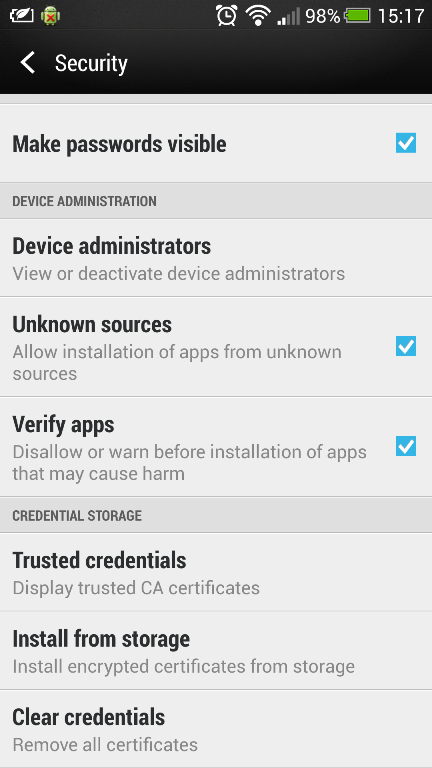 98% 15:17
Security
Make passwords visible
DEVICE ADMINISTRATION
Device administrators
View or deactivate device administrators
Unknown sources
Allow installation of apps from unknown
sources
Verify apps
Disallow or warn before installation of apps
that may cause harm
CREDENTIAL STORAGE
Trusted credentials
Display trusted CA certificates
Install from storage
Install encrypted certificates from storage
Clear credentials
Remove all certificates